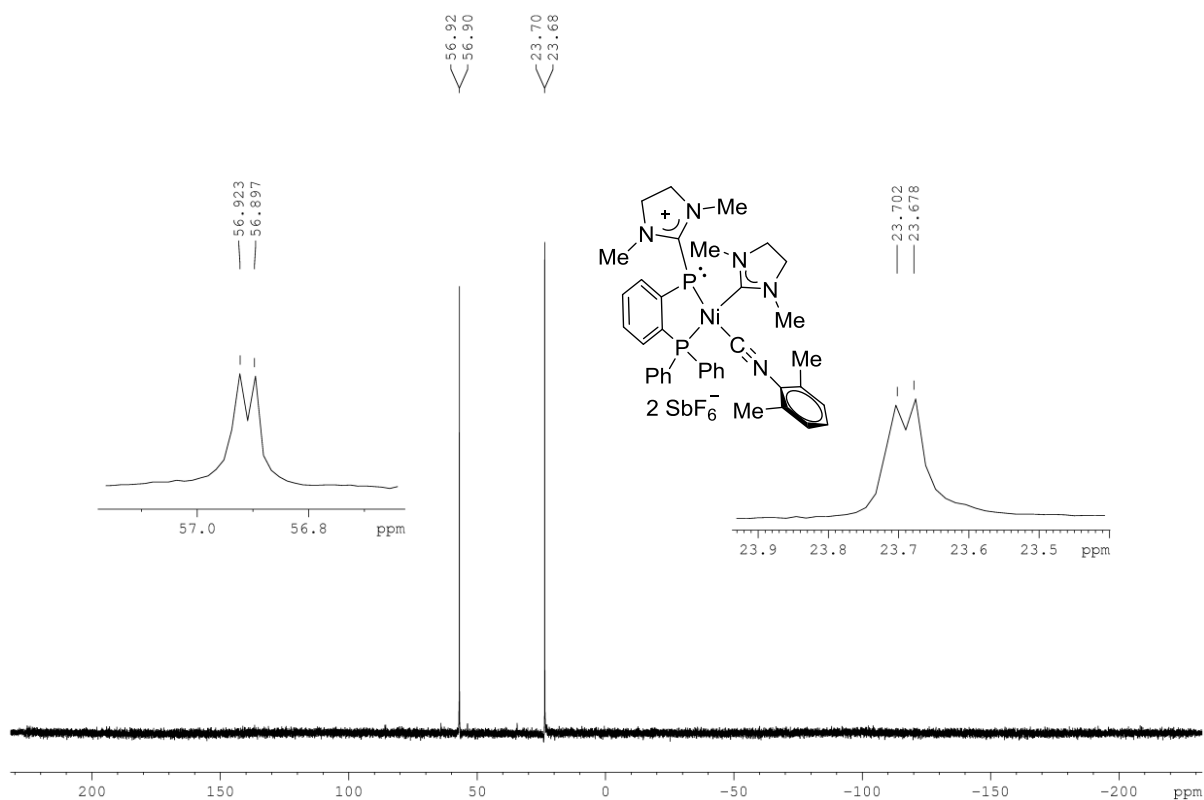 56.92
56.90
23.70
23.68
56.923
56.897
23.702
23.678
+
N
Me
N
Me
Me
N
N
Me
P
:
Ni
P
Ph
Ph
C
N
Me
Me
2 SbF6−
57.0 56.8 ppm
23.9 23.8 23.7 23.6 23.5 ppm
200 150 100 50 0 -50 -100 -150 -200 ppm